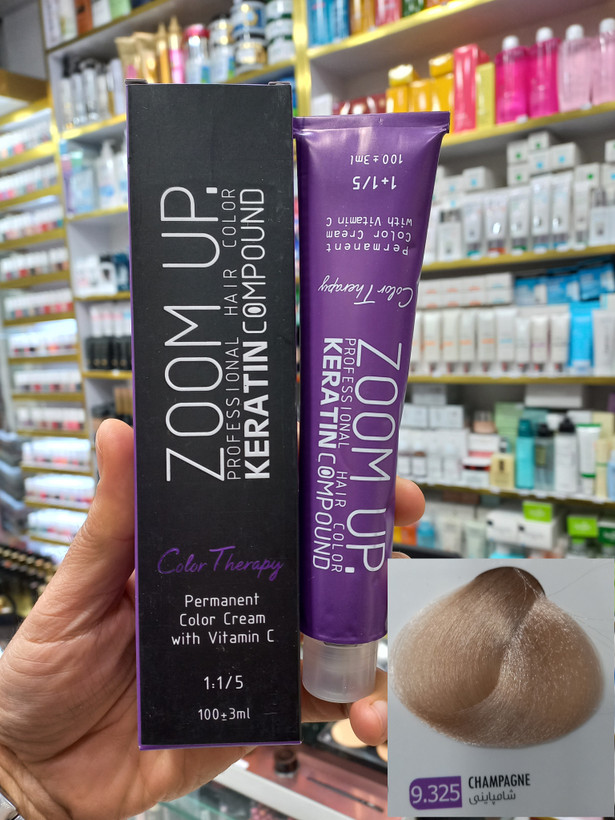 ZOOM UP.
PROFESSIONAL HAIR COLOR
KERATIN COMPOUND
Color Therapy
Permanent
Color Cream
with Vitamin C
1:1/5
100±3ml
100±3ml
1+1/5
Permanent
Color Cream
with Vitamin C
Color Therapy
ZOOM UP.
PROFESSIONAL HAIR COLOR
KERATIN COMPOUND
9.325
CHAMPAGNE
شامپاینی